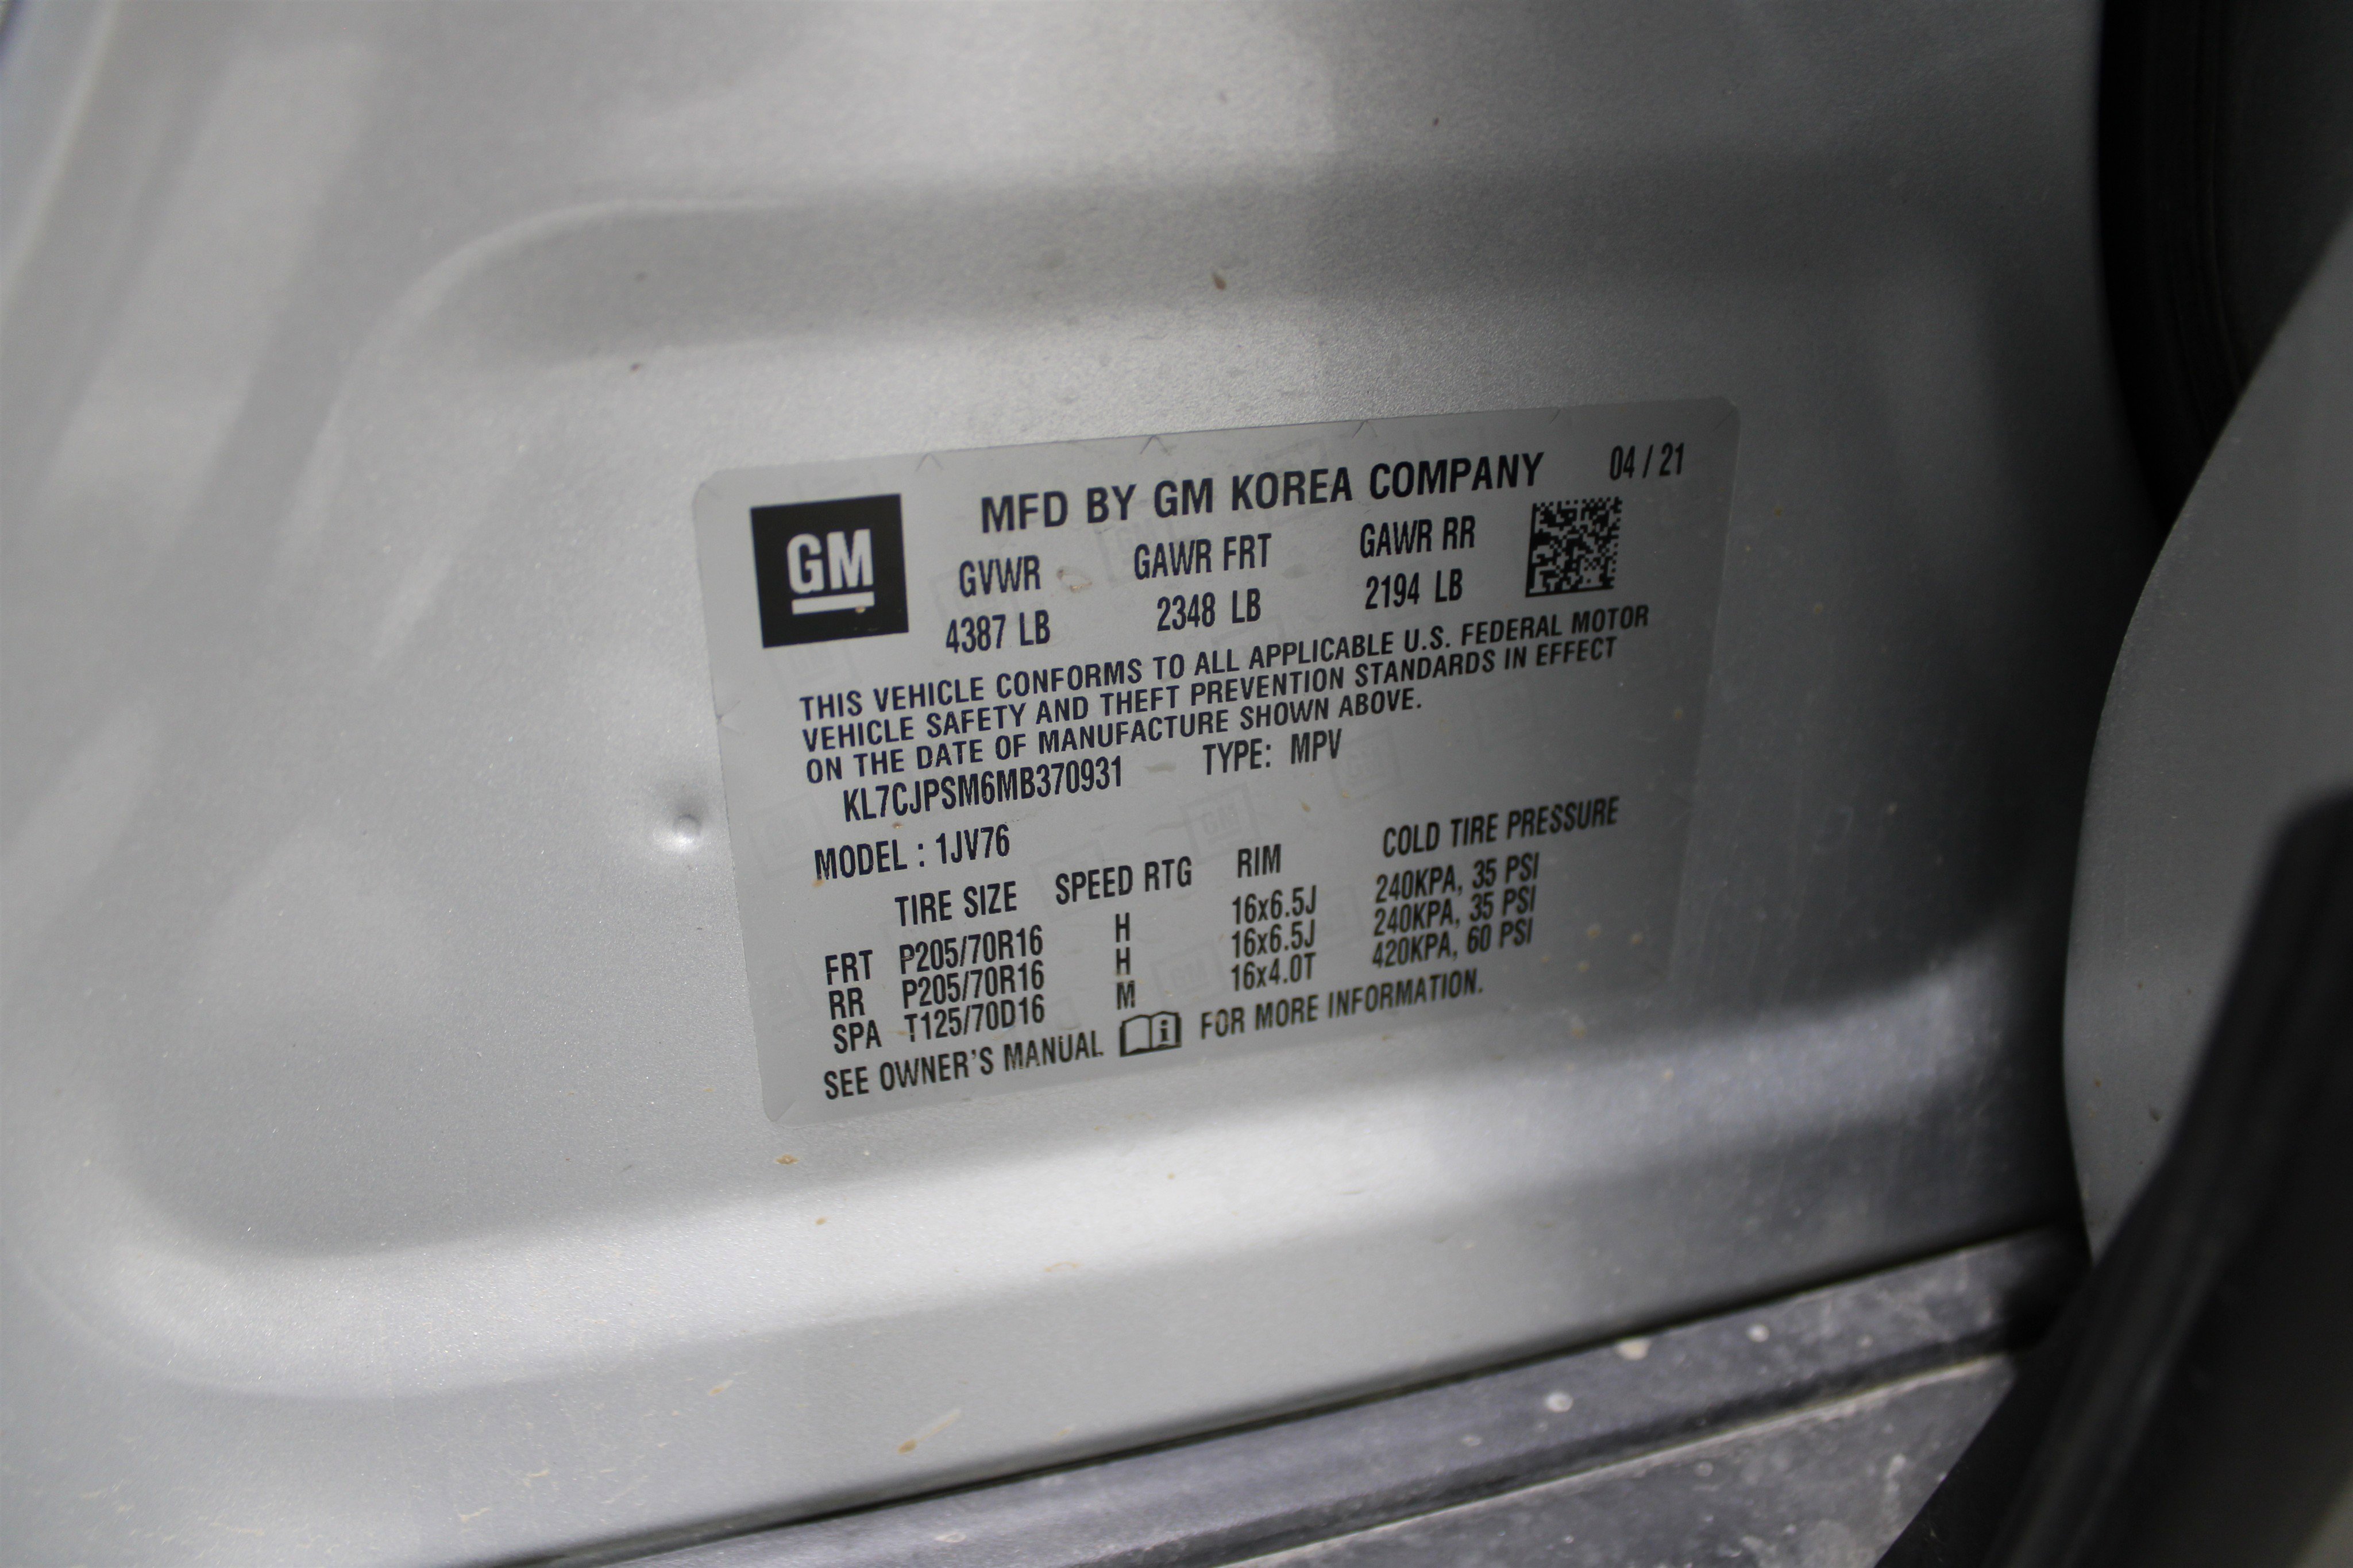 MFD BY GM KOREA COMPANY 04 / 21
GM
GVWR GAWR FRT GAWR RR
4387 LB 2348 LB 2194 LB
THIS VEHICLE CONFORMS TO ALL APPLICABLE U.S. FEDERAL MOTOR
VEHICLE SAFETY AND THEFT PREVENTION STANDARDS IN EFFECT
ON THE DATE OF MANUFACTURE SHOWN ABOVE.
KL7CJPSM6MB370931 TYPE: MPV
MODEL : 1JV76
TIRE SIZE SPEED RTG RIM COLD TIRE PRESSURE
FRT P205/70R16 H 16x6.5J 240KPA, 35 PSI
RR P205/70R16 H 16x6.5J 240KPA, 35 PSI
SPA T125/70D16 M 16x4.0T 420KPA, 60 PSI
SEE OWNER'S MANUAL FOR MORE INFORMATION.